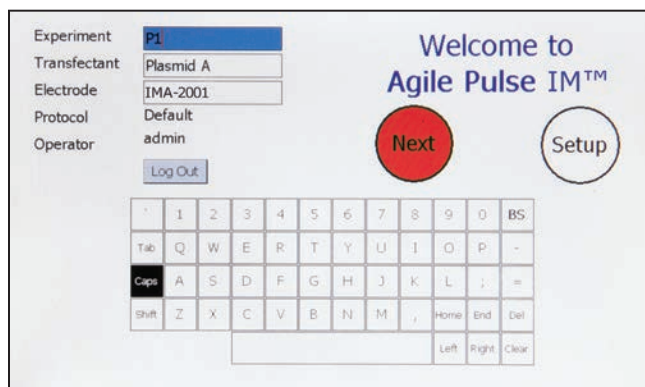 Experiment P1
Transfectant Plasmid A
Electrode IMA-2001
Protocol Default
Operator admin
Log Out
Welcome to
Agile Pulse IM™
Next
Setup
` 1 2 3 4 5 6 7 8 9 0 BS
Tab Q W E R T Y U I O P -
Caps A S D F G H J K L ; =
Shift Z X C V B N M , Home End Del
Left Right Clear